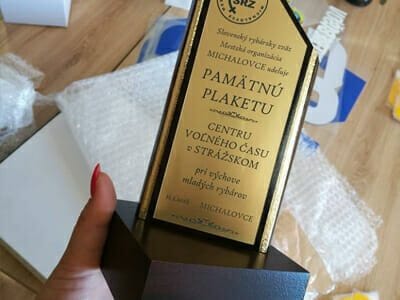 SRZ
Slovenský rybársky zväz
Mestská organizácia
MICHALOVCE udeľuje
PAMÄTNÚ
PLAKETU
CENTRU
VOĽNÉHO ČASU
v STRÁŽSKOM
pri výchove
mladých rybárov
MICHALOVCE